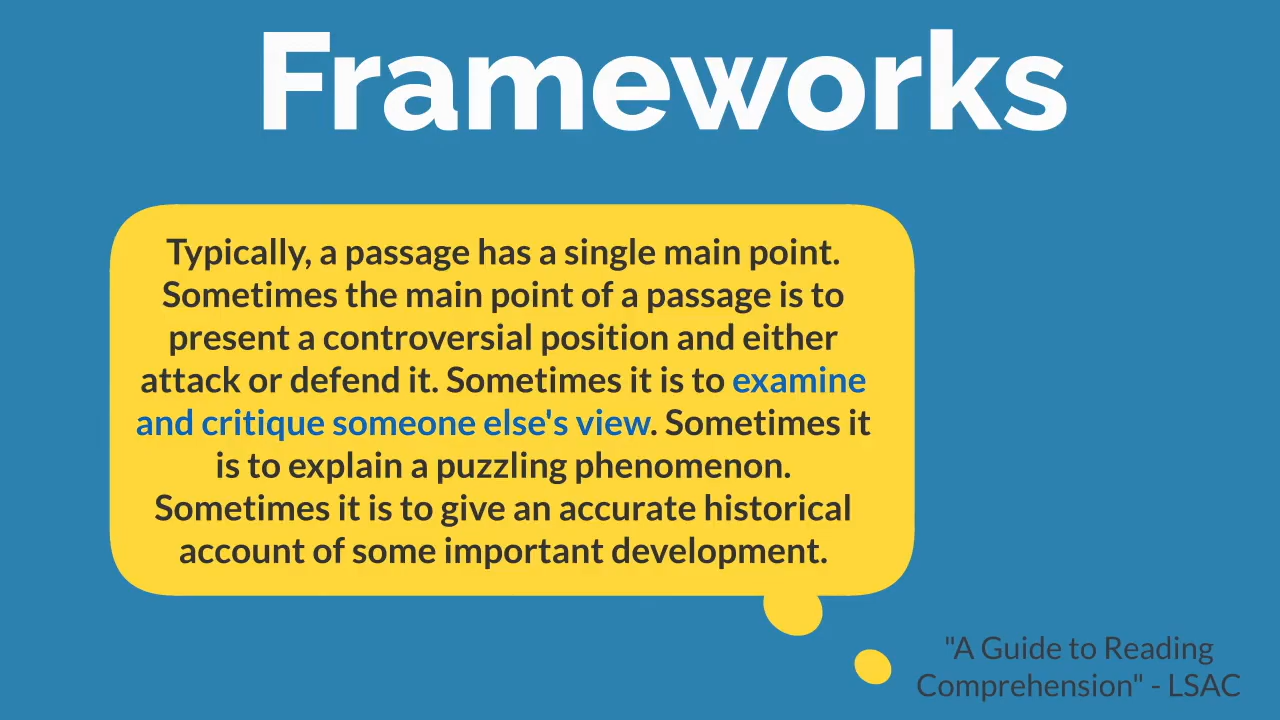 Frameworks
Typically, a passage has a single main point.
Sometimes the main point of a passage is to
present a controversial position and either
attack or defend it. Sometimes it is to examine
and critique someone else's view. Sometimes it
is to explain a puzzling phenomenon.
Sometimes it is to give an accurate historical
account of some important development.
"A Guide to Reading
Comprehension" - LSAC